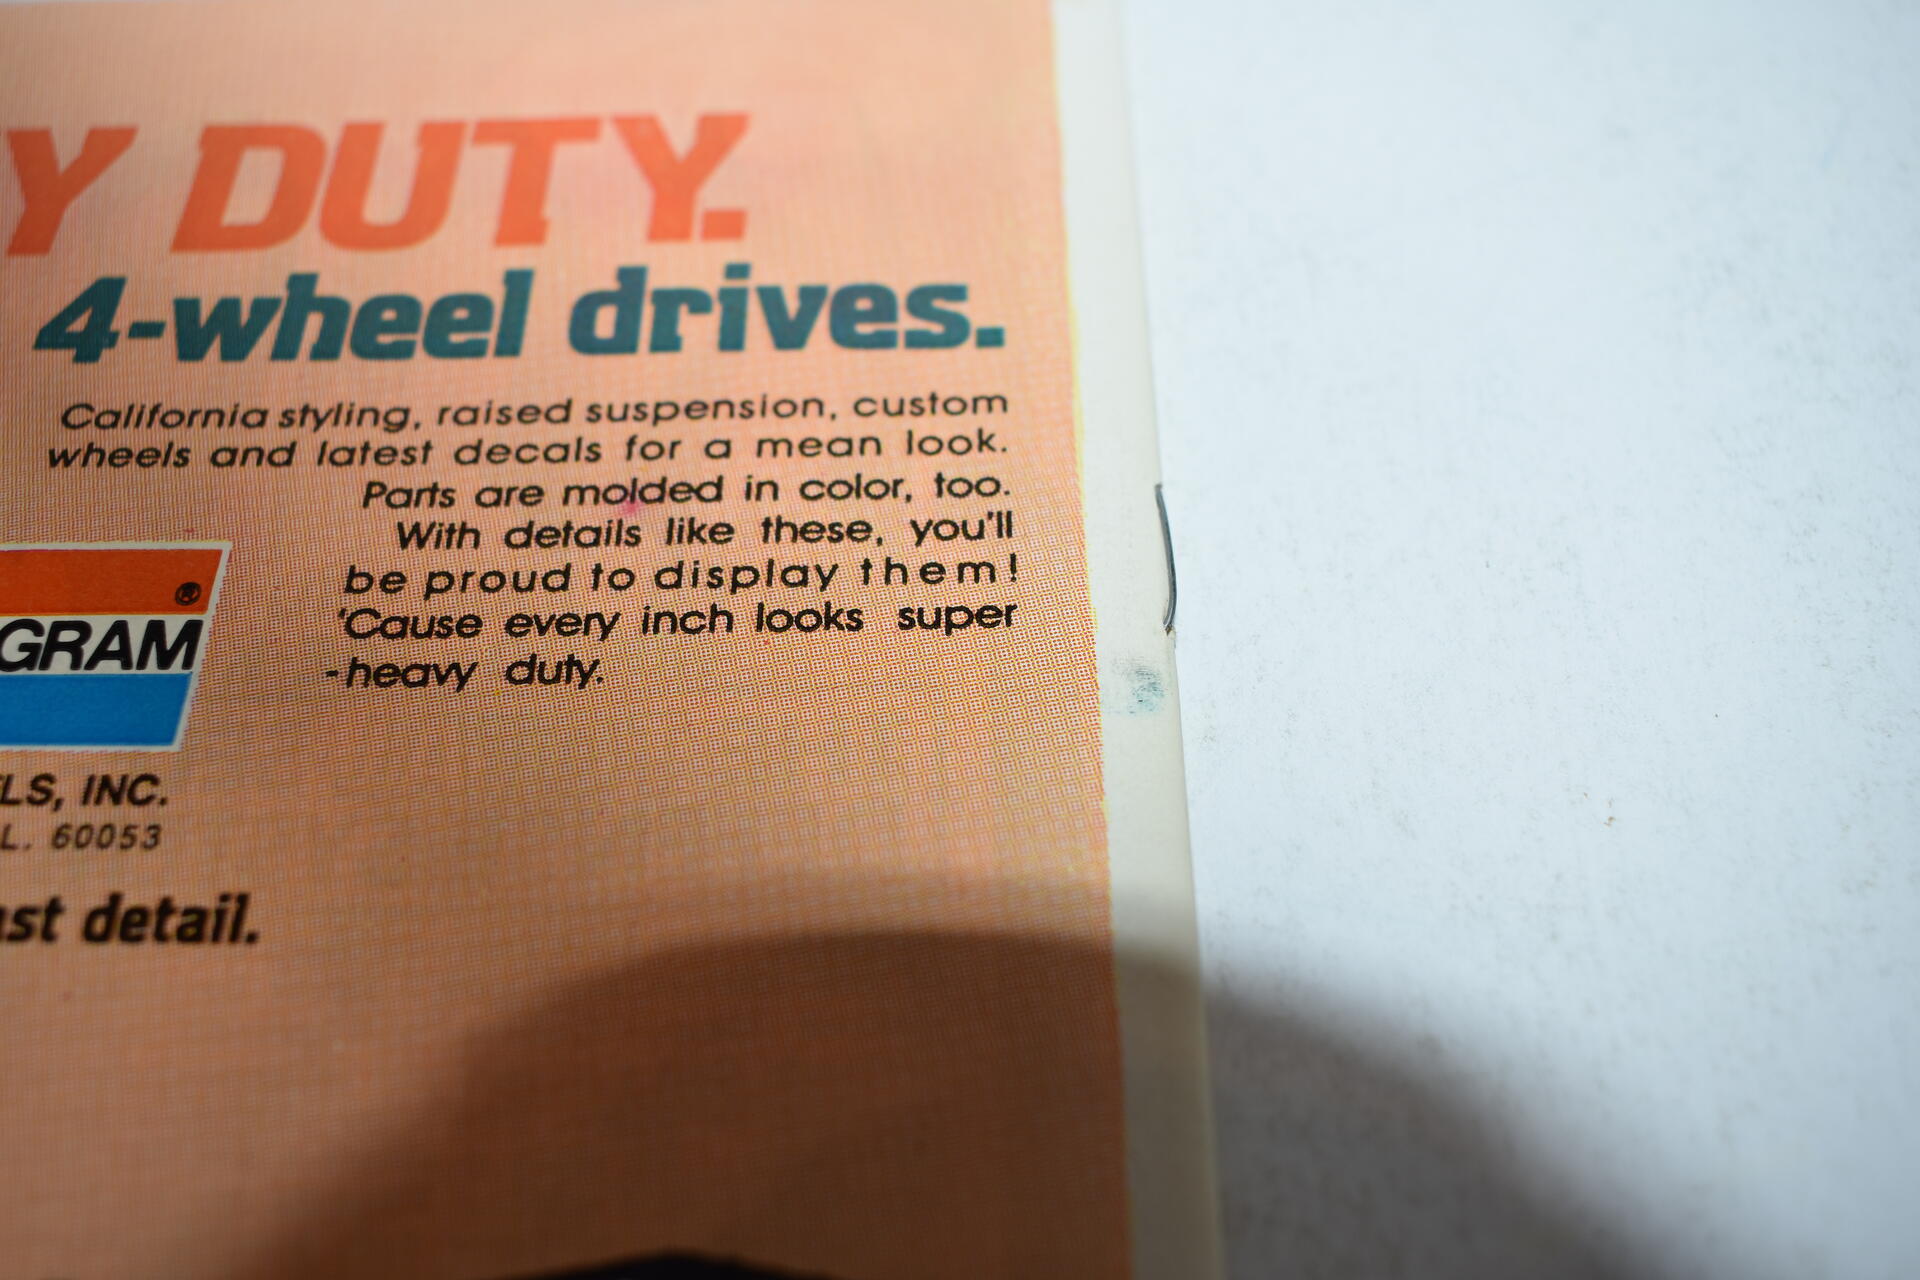 Y DUTY.
4-wheel drives.
California styling, raised suspension, custom
wheels and latest decals for a mean look.
Parts are molded in color, too.
With details like these, you'll
be proud to display them!
'Cause every inch looks super
-heavy duty.
®
GRAM
LS, INC.
L. 60053
ast detail.